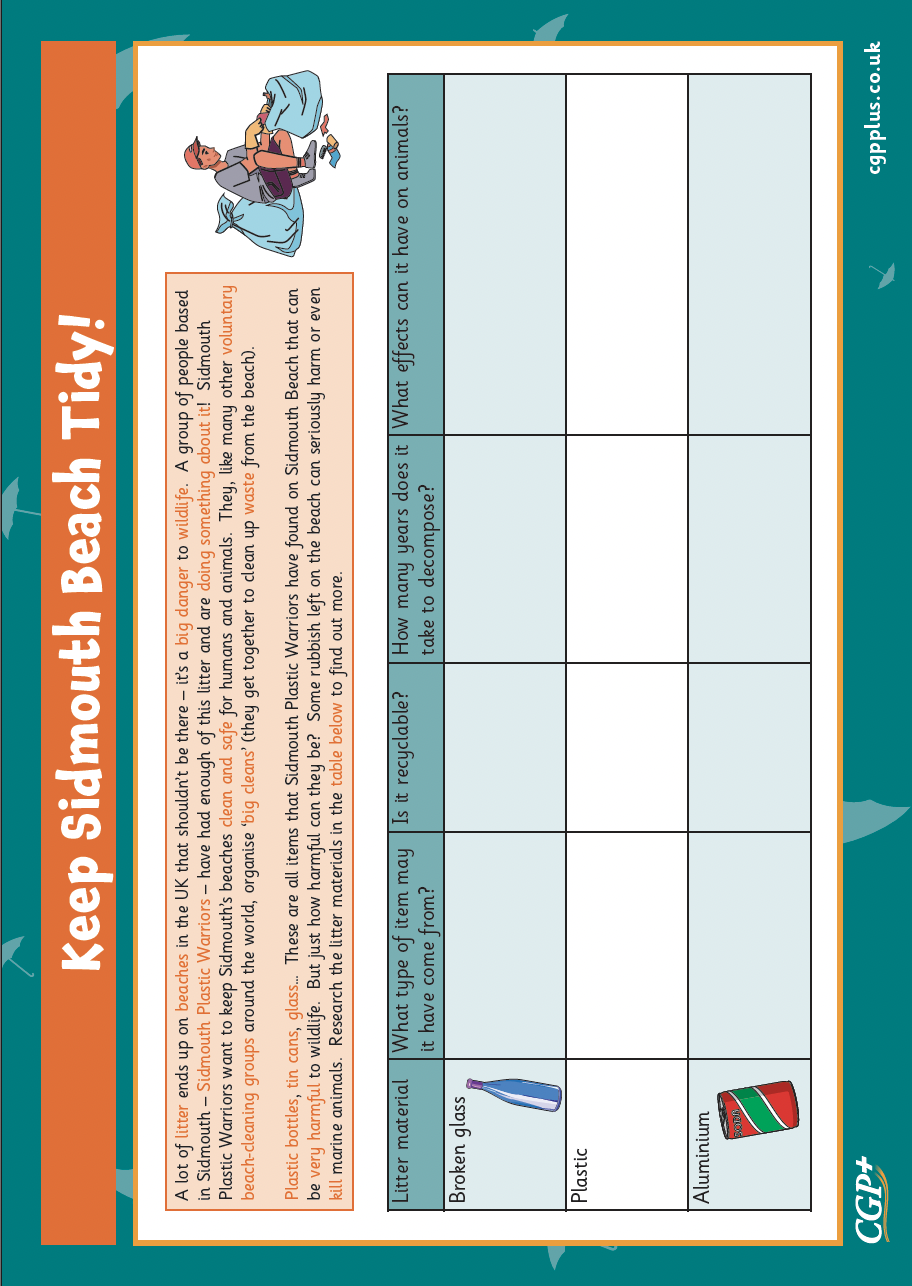 Keep Sidmouth Beach Tidy!
A lot of litter ends up on beaches in the UK that shouldn't be there – it's a big danger to wildlife. A group of people based
in Sidmouth – Sidmouth Plastic Warriors – have had enough of this litter and are doing something about it! Sidmouth
Plastic Warriors want to keep Sidmouth's beaches clean and safe for humans and animals. They, like many other voluntary
beach-cleaning groups around the world, organise 'big cleans' (they get together to clean up waste from the beach).
Plastic bottles, tin cans, glass... These are all items that Sidmouth Plastic Warriors have found on Sidmouth Beach that can
be very harmful to wildlife. But just how harmful can they be? Some rubbish left on the beach can seriously harm or even
kill marine animals. Research the litter materials in the table below to find out more.
Litter material
What type of item may
it have come from?
Is it recyclable?
How many years does it
take to decompose?
What effects can it have on animals?
Broken glass
Plastic
Aluminium
SODA
CGP+
cgpplus.co.uk